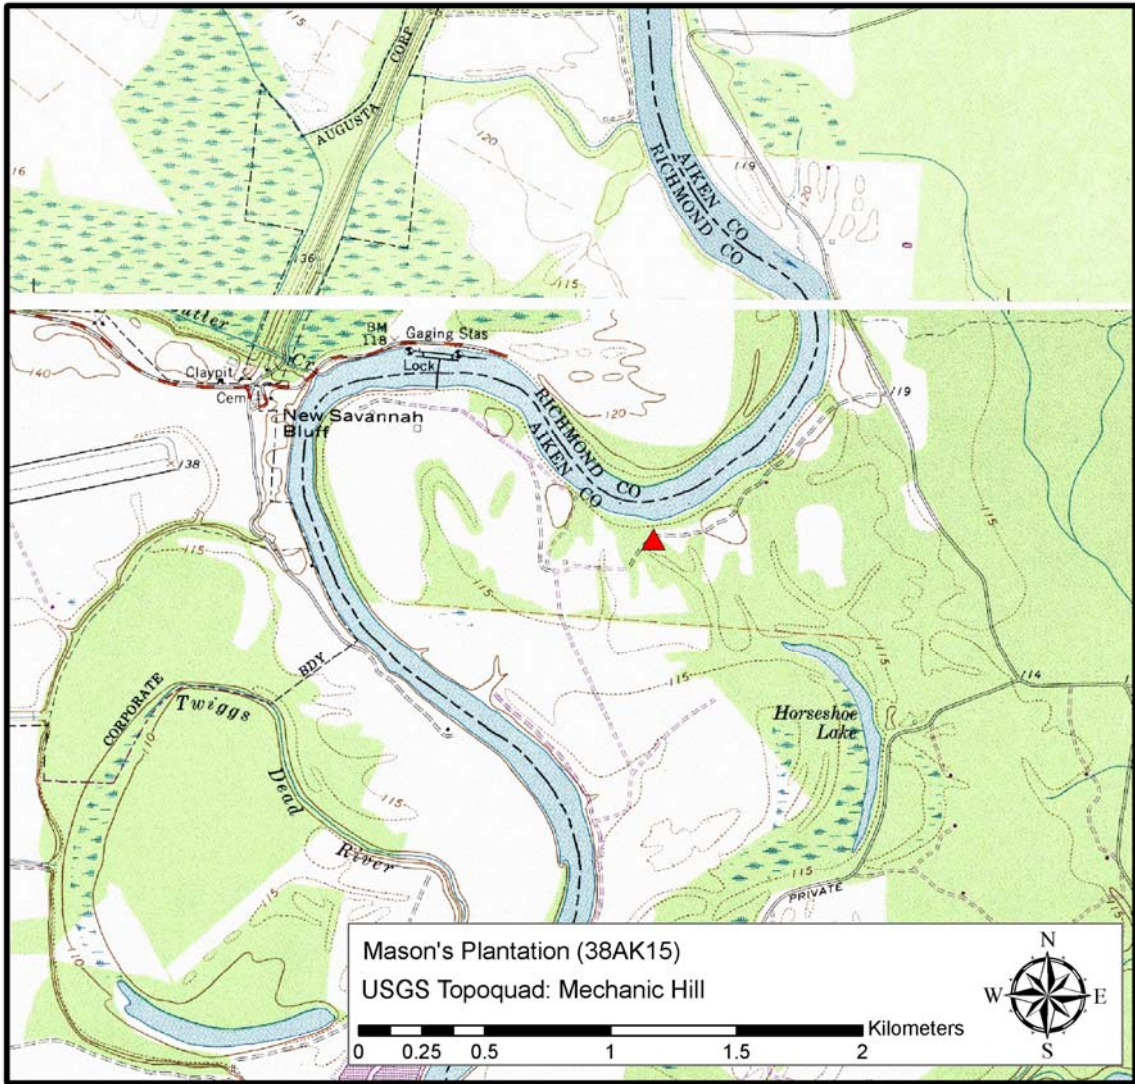 CORP
AUGUSTA
120
119
AIKEN CO
RICHMOND CO
120
16
136
115
Cr
BM
118
Gaging Stas
Claypit
Lock
140
Cem
New Savannah
Bluff
120
119
RICHMOND CO
AIKEN CO
138
115
115
115
115
BDY
115
114
CORPORATE
Twiggs
110
Horseshoe
Lake
Dead
115
River
115
115
PRIVATE
110
Mason's Plantation (38AK15)
USGS Topoquad: Mechanic Hill
Kilometers
0 0.25 0.5 1 1.5 2
N
W E
S